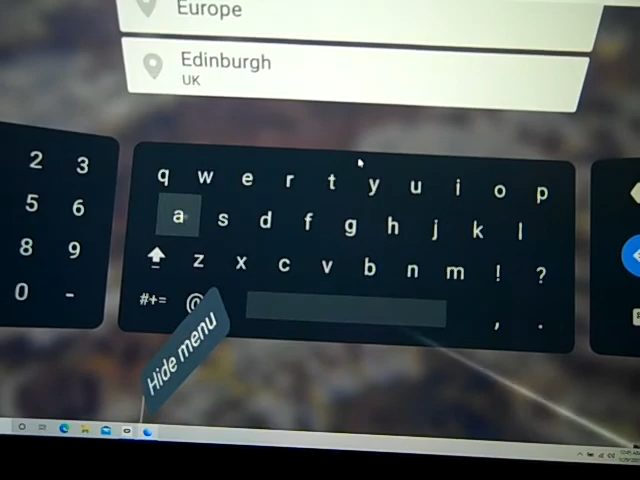 Europe
Edinburgh
UK
2 3
q w e r t y u i o p
5 6
a s d f g h j k l
8 9
z x c v b n m ! ?
0 -
#+= @ , .
Hide menu